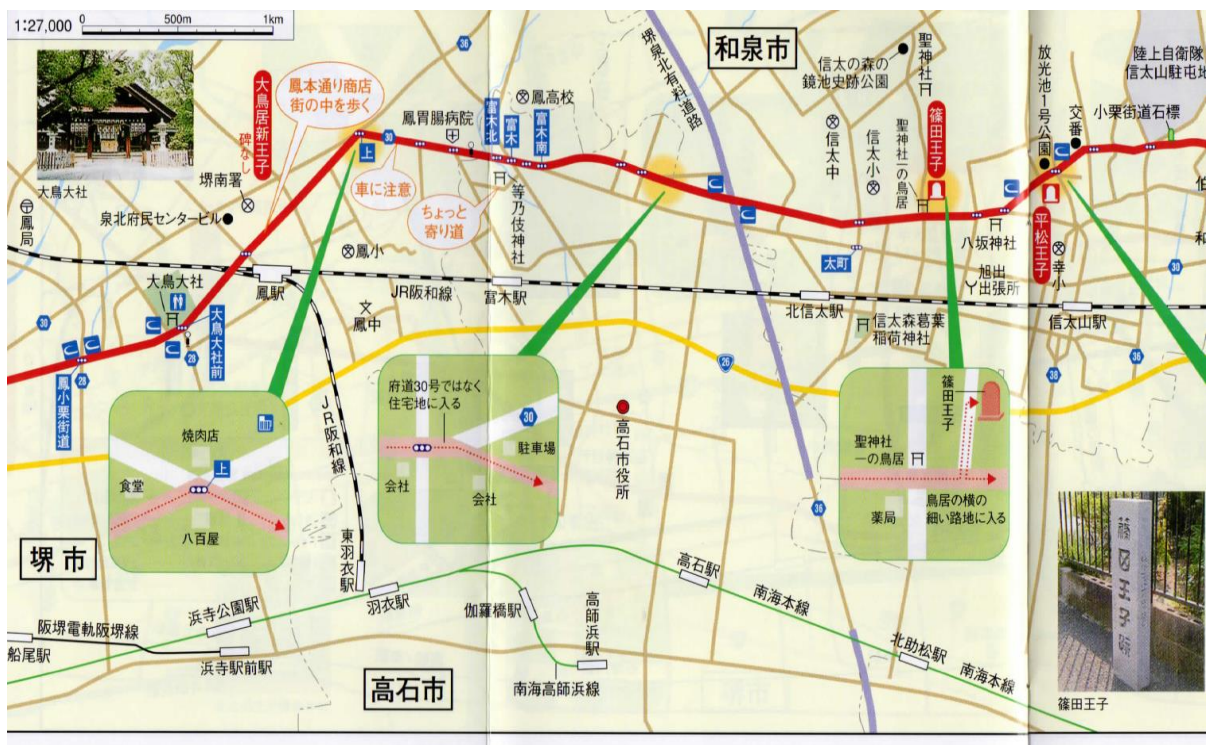 1:27,000
0
500m
1km
大鳥大社
鳳局
堺南署
泉北府民センタービル
大鳥居新王子
碑なし
鳳本通り商店
街の中を歩く
36
上
30
車に注意
鳳胃腸病院
富木北
富木
富木南
鳳高校
ちょっと
寄り道
等乃伎神社
堺泉北有料道路
和泉市
信太の森の
鏡池史跡公園
聖神社
信太中
信太小
聖神社一の鳥居
篠田王子
太町
八坂神社
放光池1号公園
交番
陸上自衛隊
信太山駐屯地
小栗街道石標
平松王子
幸小
旭出
出張所
伯
和
30
鳳小
鳳中
鳳駅
JR阪和線
富木駅
北信太駅
信太森葛葉
稲荷神社
信太山駅
36
38
大鳥大社
大鳥大社前
28
30
28
鳳小栗街道
26
焼肉店
上
食堂
八百屋
JR阪和線
東羽衣駅
府道30号ではなく
住宅地に入る
30
駐車場
会社
会社
高石市役所
36
篠田王子
聖神社
一の鳥居
鳥居の横の
細い路地に入る
薬局
堺市
浜寺公園駅
羽衣駅
阪堺電軌阪堺線
船尾駅
浜寺駅前駅
伽羅橋駅
高師浜駅
南海高師浜線
高石駅
南海本線
北助松駅
南海本線
高石市
篠田王子跡
篠田王子